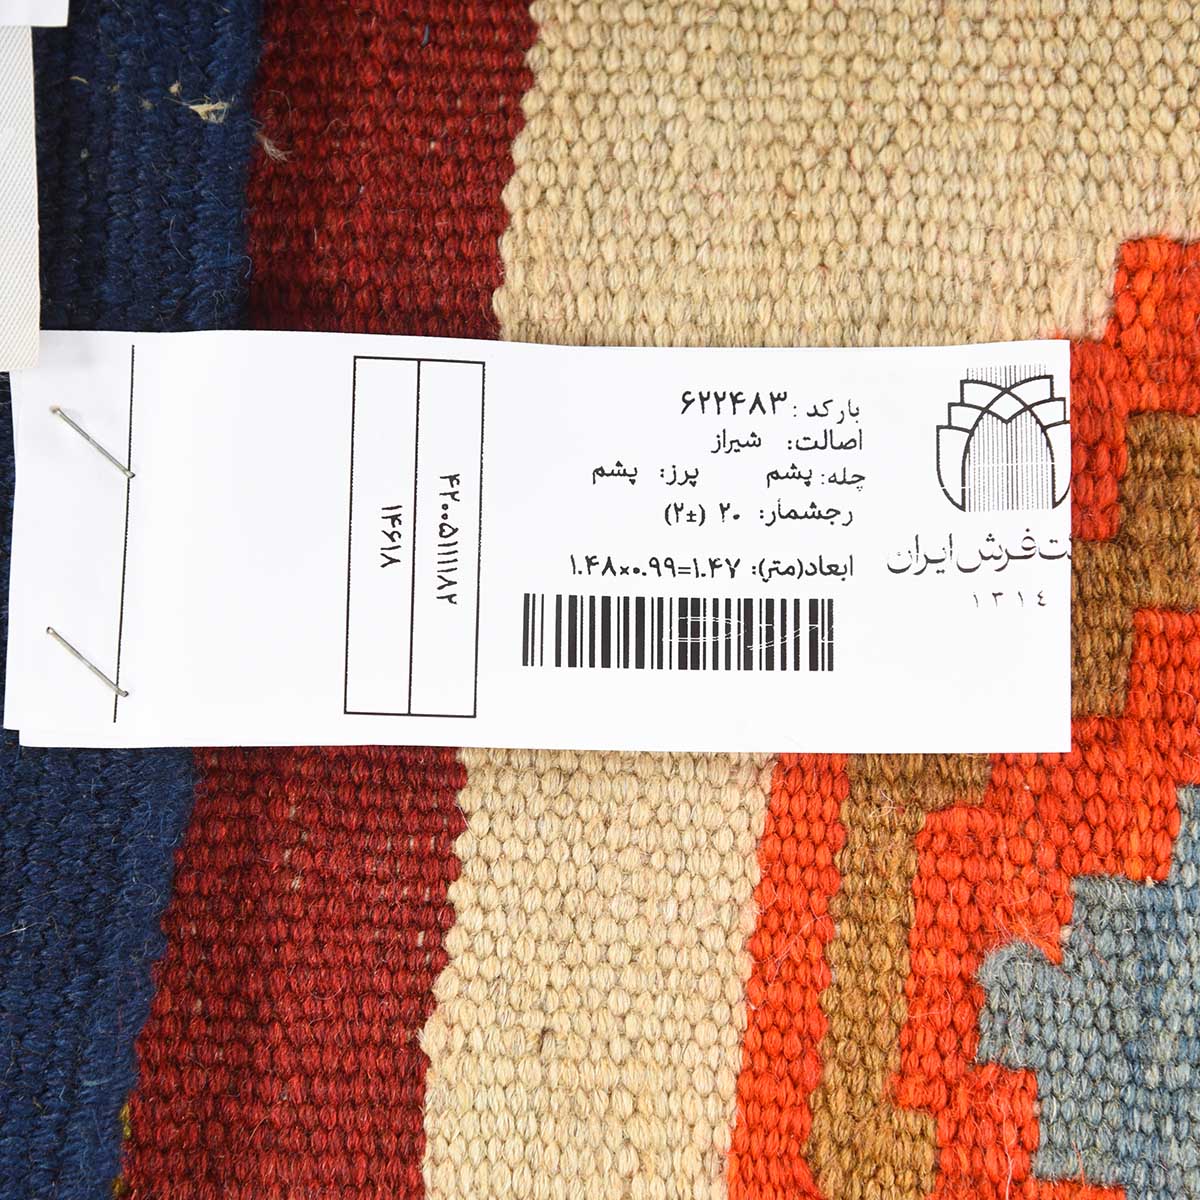 بارکد: ۶۲۲۴۸۳
اصالت: شیراز
چله: پشم پرز: پشم
رجشمار: ۲۰ (±۲)
ابعاد(متر): ۱.۴۸×۰.۹۹=۱.۴۷
فرش ایران
۱۳۱۴
۴۲۰۰۵۱۱۱۱۸۲
۱۴۶۱۸